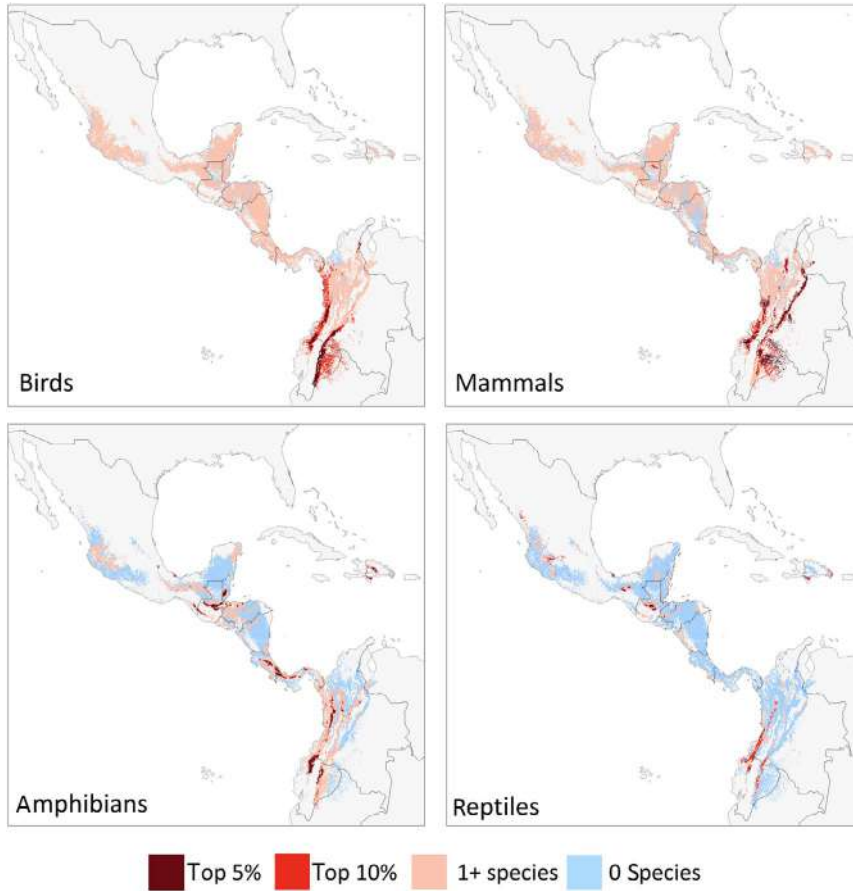 Birds
Mammals
Amphibians
Reptiles
Top 5%
Top 10%
1+ species
0 Species